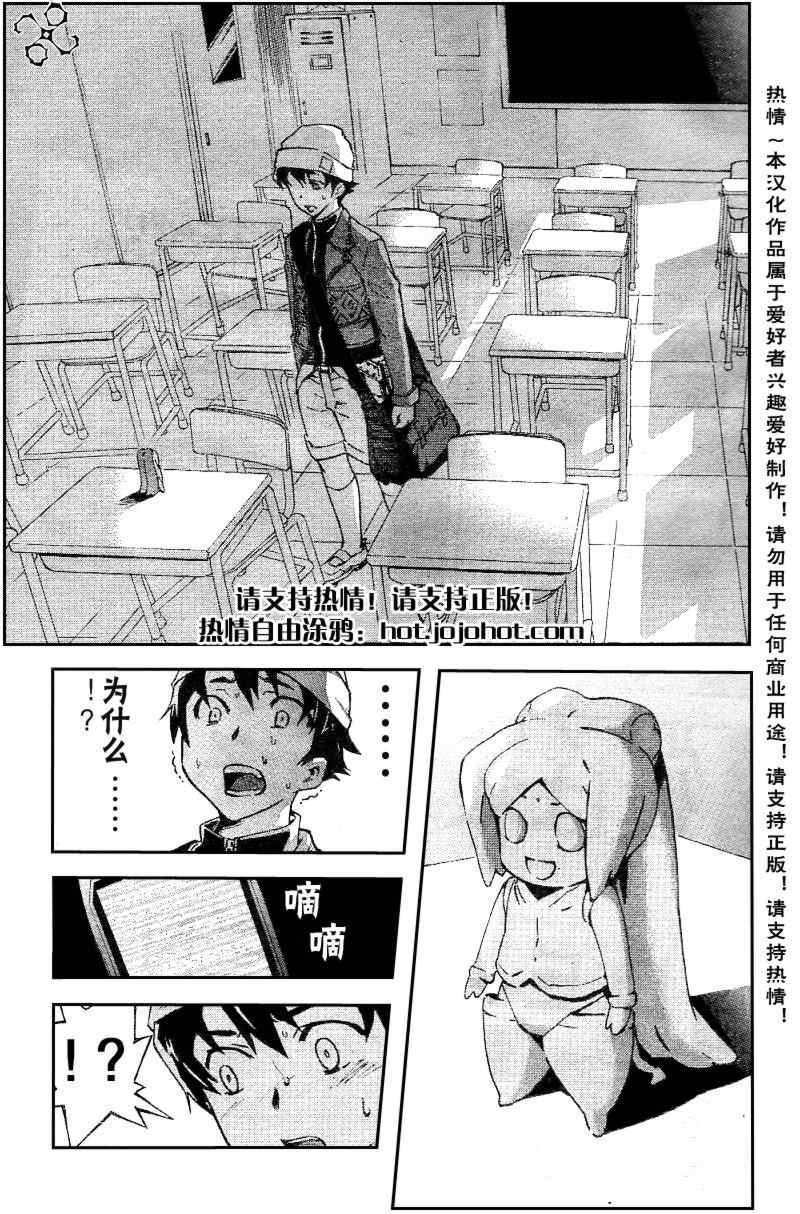 请支持热情！请支持正版！
热情自由涂鸦：hot.jojohot.com
热情～本汉化作品属于爱好者兴趣爱好制作！请勿用于任何商业用途！请支持正版！请支持热情！
……
为什么……
！？
嘀嘀
！？